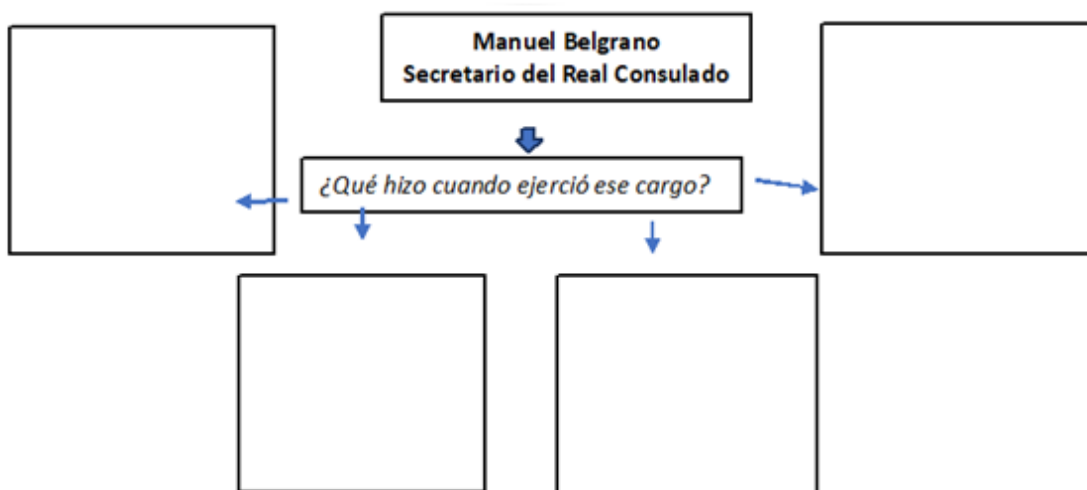 Manuel Belgrano
Secretario del Real Consulado
¿Qué hizo cuando ejerció ese cargo?